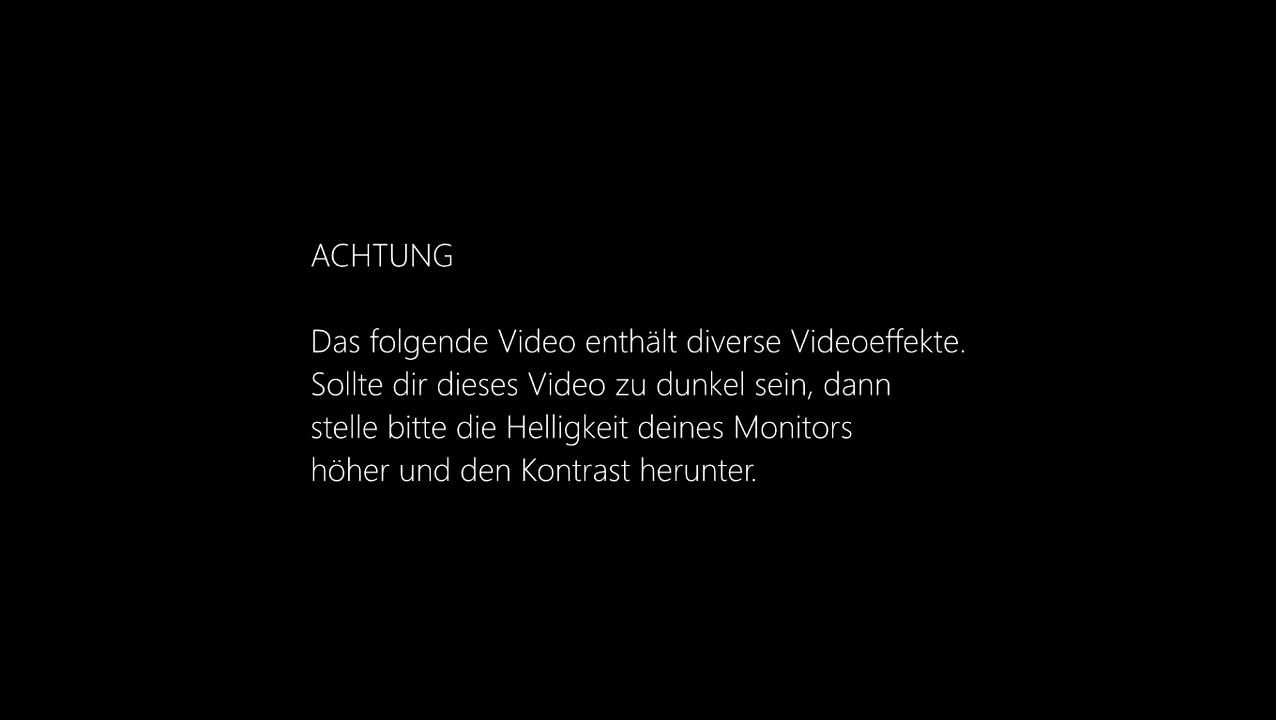 ACHTUNG
Das folgende Video enthält diverse Videoeffekte.
Sollte dir dieses Video zu dunkel sein, dann
stelle bitte die Helligkeit deines Monitors
höher und den Kontrast herunter.